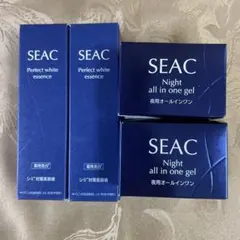 SEAC
Perfect white
essence
薬用美白
シミ対策美容液
SEAC
Perfect white
essence
薬用美白
シミ対策美容液
SEAC
Night
all in one gel
夜用オールインワン
SEAC
Night
all in one gel
夜用オールインワン